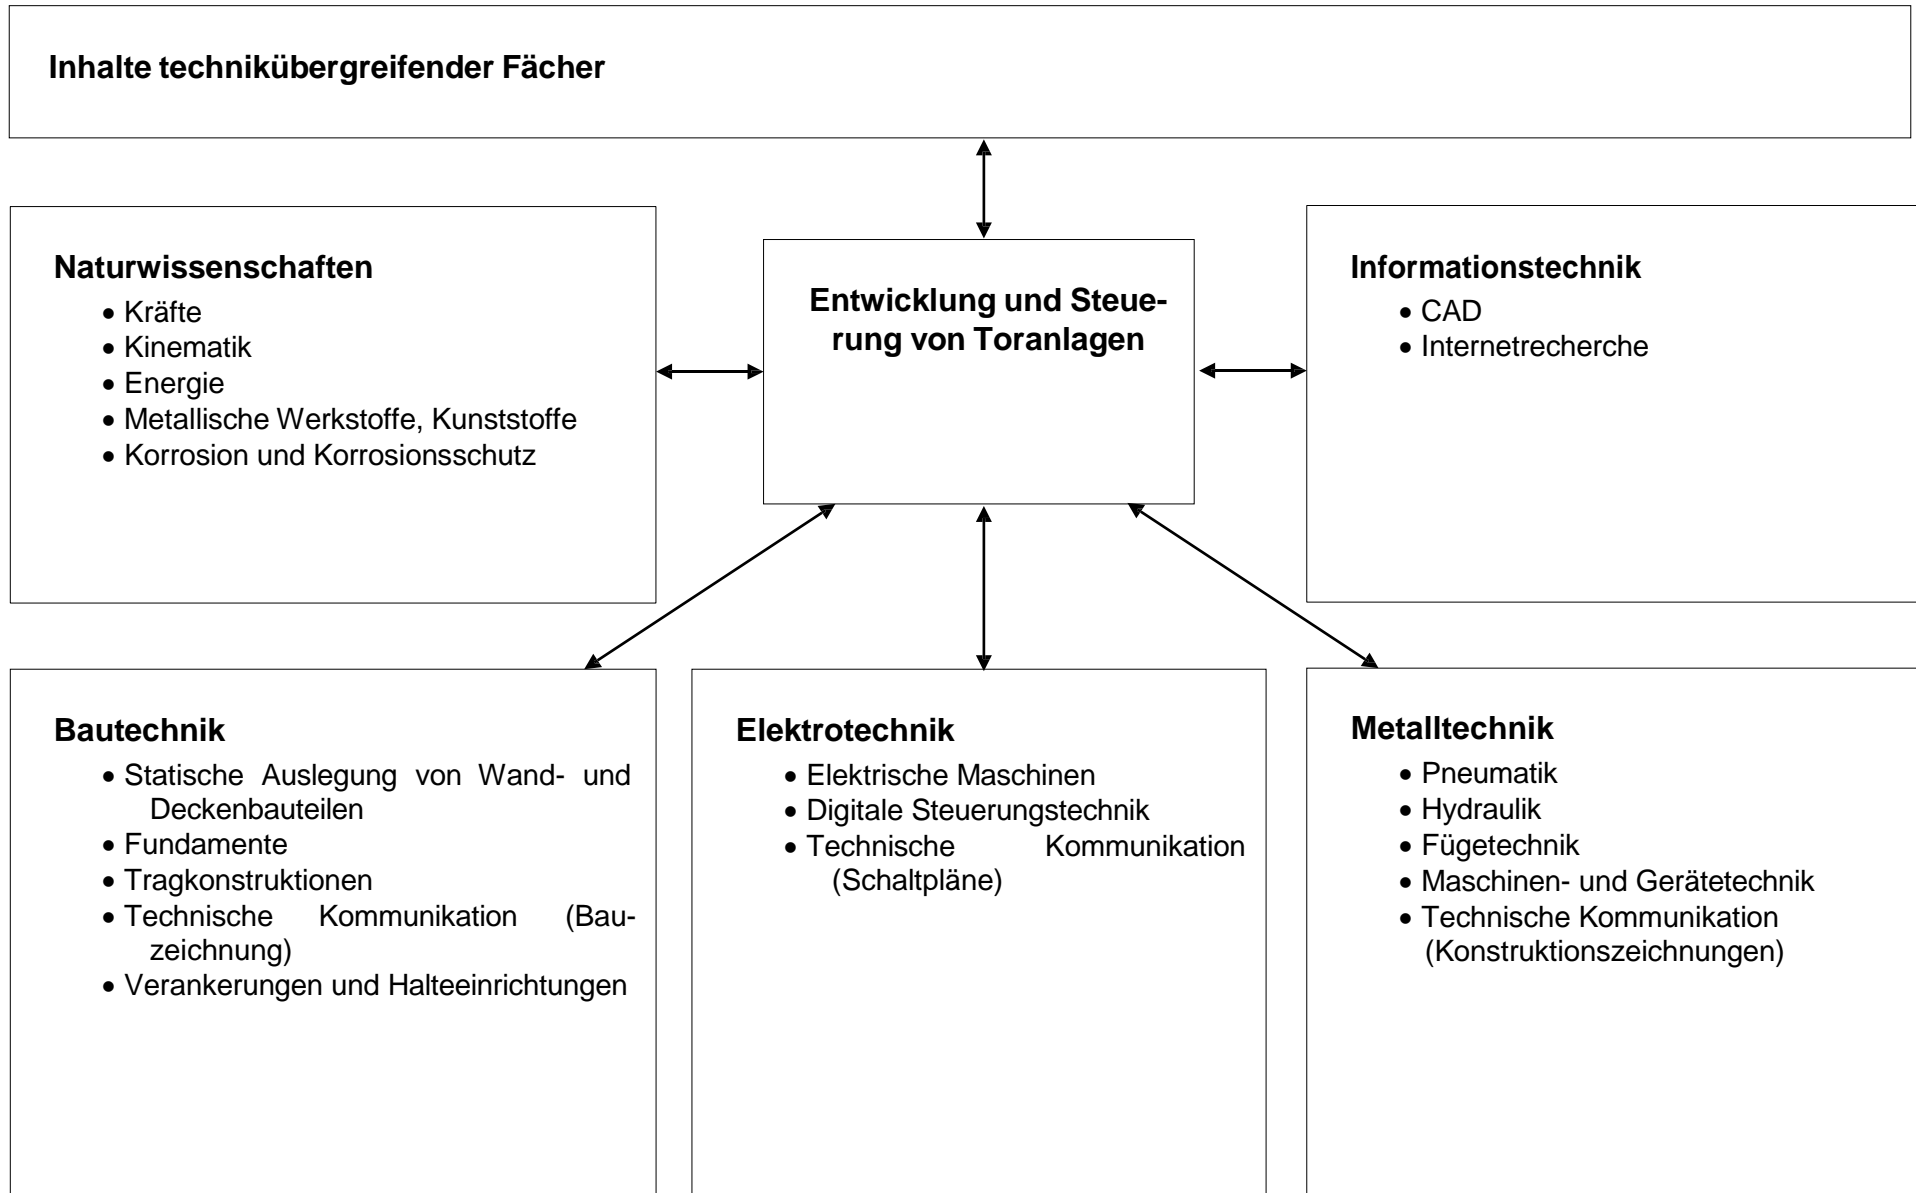 Inhalte technikübergreifender Fächer
Naturwissenschaften
• Kräfte
• Kinematik
• Energie
• Metallische Werkstoffe, Kunststoffe
• Korrosion und Korrosionsschutz
Entwicklung und Steue-
rung von Toranlagen
Informationstechnik
• CAD
• Internetrecherche
Bautechnik
• Statische Auslegung von Wand- und
Deckenbauteilen
• Fundamente
• Tragkonstruktionen
• Technische Kommunikation (Bau-
zeichnung)
• Verankerungen und Halteeinrichtungen
Elektrotechnik
• Elektrische Maschinen
• Digitale Steuerungstechnik
• Technische Kommunikation
(Schaltpläne)
Metalltechnik
• Pneumatik
• Hydraulik
• Fügetechnik
• Maschinen- und Gerätetechnik
• Technische Kommunikation
(Konstruktionszeichnungen)